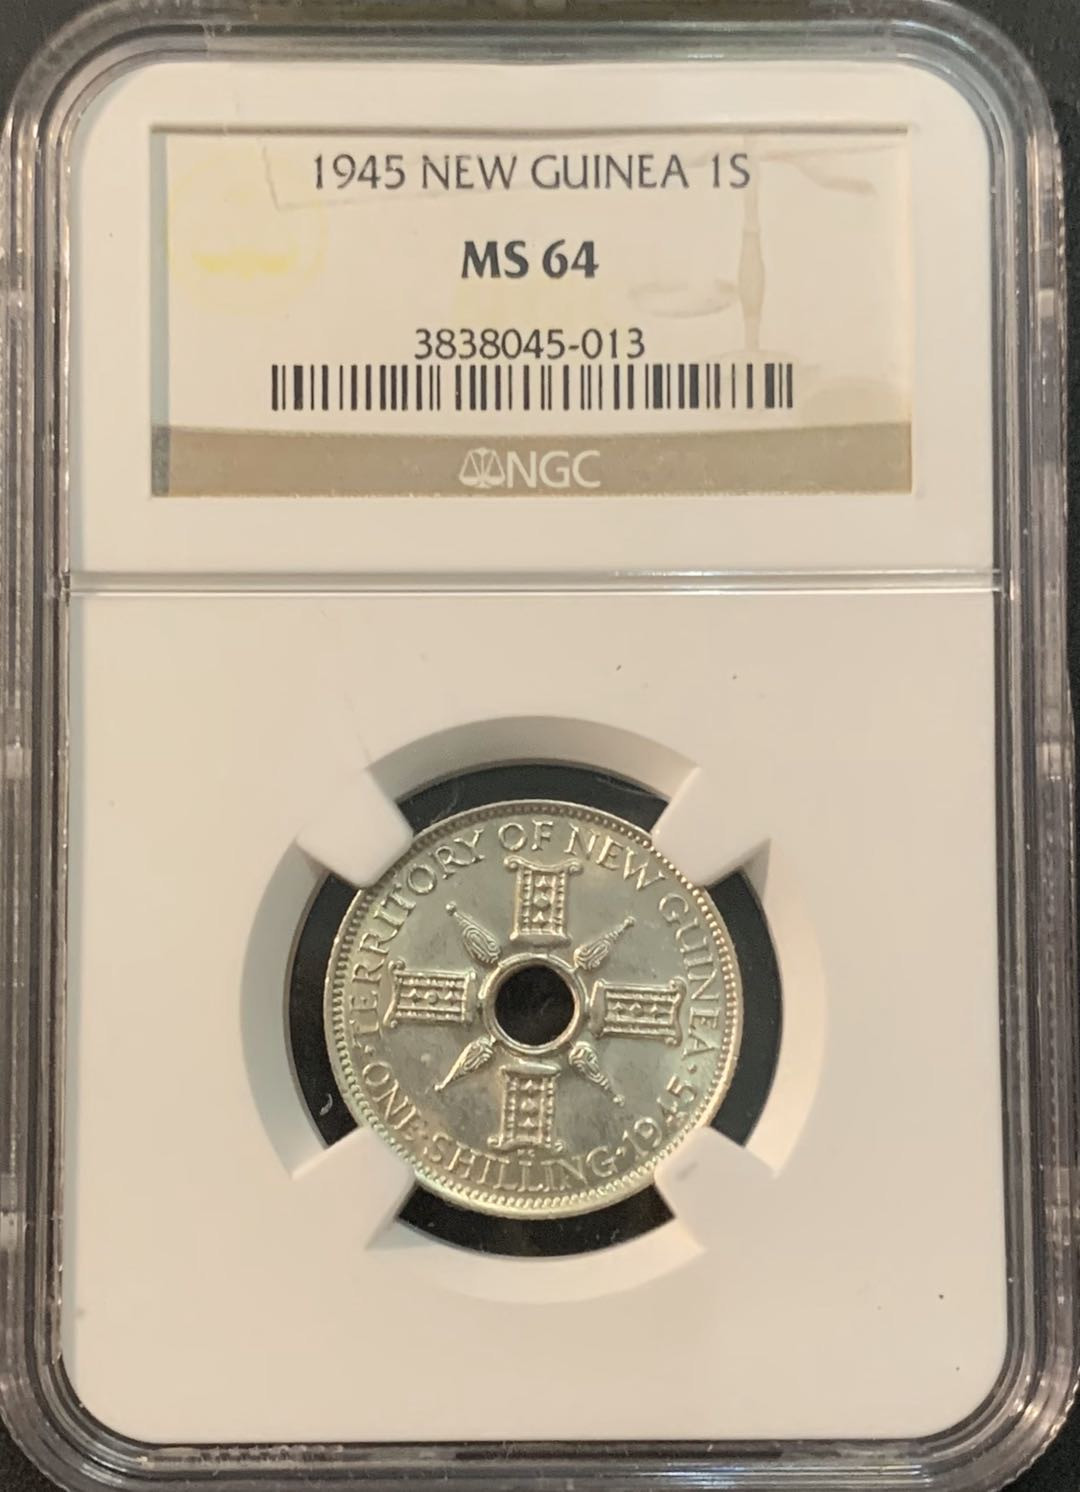 1945 NEW GUINEA 1S
MS 64
3838045-013
NGC
TERRITORY OF NEW GUINEA·
·ONE·SHILLING·1945